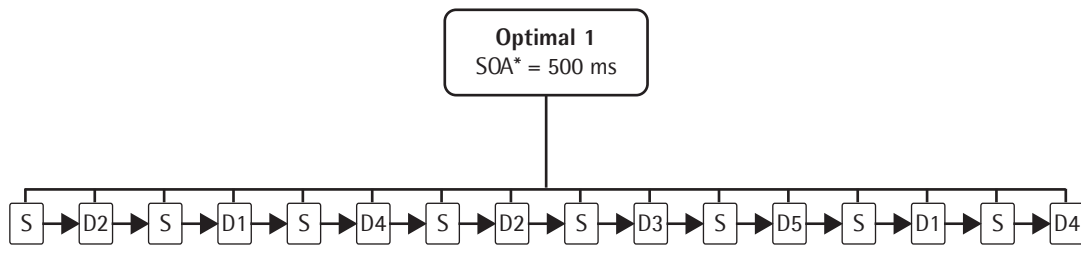 Optimal 1
SOA* = 500 ms
S D2 S D1 S D4 S D2 S D3 S D5 S D1 S D4